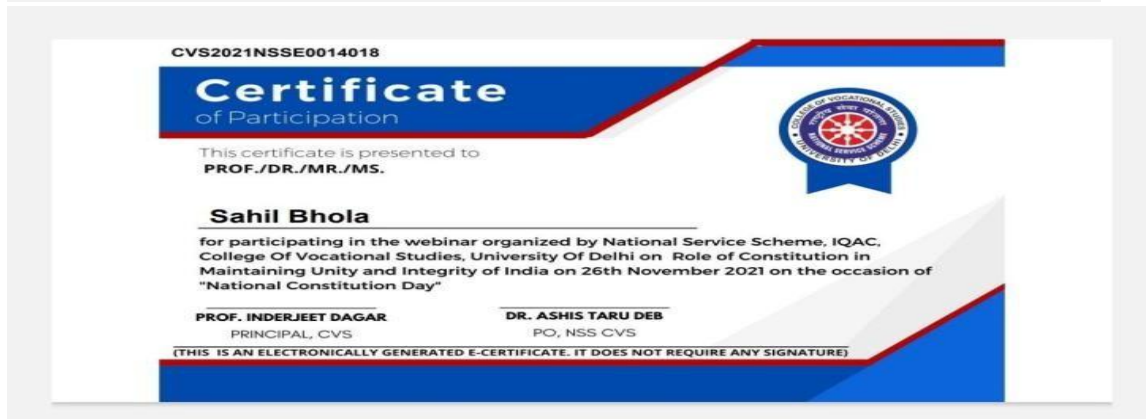 CVS2021NSSE0014018
Certificate
of Participation
COLLEGE OF VOCATIONAL STUDIES
राष्ट्रीय सेवा योजना
NATIONAL SERVICE SCHEME
UNIVERSITY OF DELHI
This certificate is presented to
PROF./DR./MR./MS.
Sahil Bhola
for participating in the webinar organized by National Service Scheme, IQAC,
College Of Vocational Studies, University Of Delhi on Role of Constitution in
Maintaining Unity and Integrity of India on 26th November 2021 on the occasion of
"National Constitution Day"
PROF. INDERJEET DAGAR
PRINCIPAL, CVS
DR. ASHIS TARU DEB
PO, NSS CVS
(THIS IS AN ELECTRONICALLY GENERATED E-CERTIFICATE. IT DOES NOT REQUIRE ANY SIGNATURE)